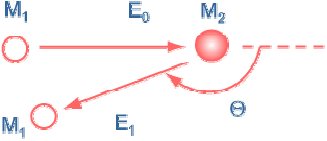 M₁ E₀ M₂
Θ
M₁ E₁